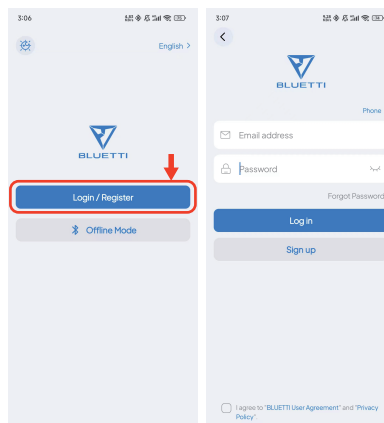 3:06
English >
BLUETTI
Login / Register
Offline Mode
3:07
BLUETTI
Phone
Email address
Password
Forgot Password
Log in
Sign up
I agree to "BLUETTI User Agreement" and "Privacy
Policy".